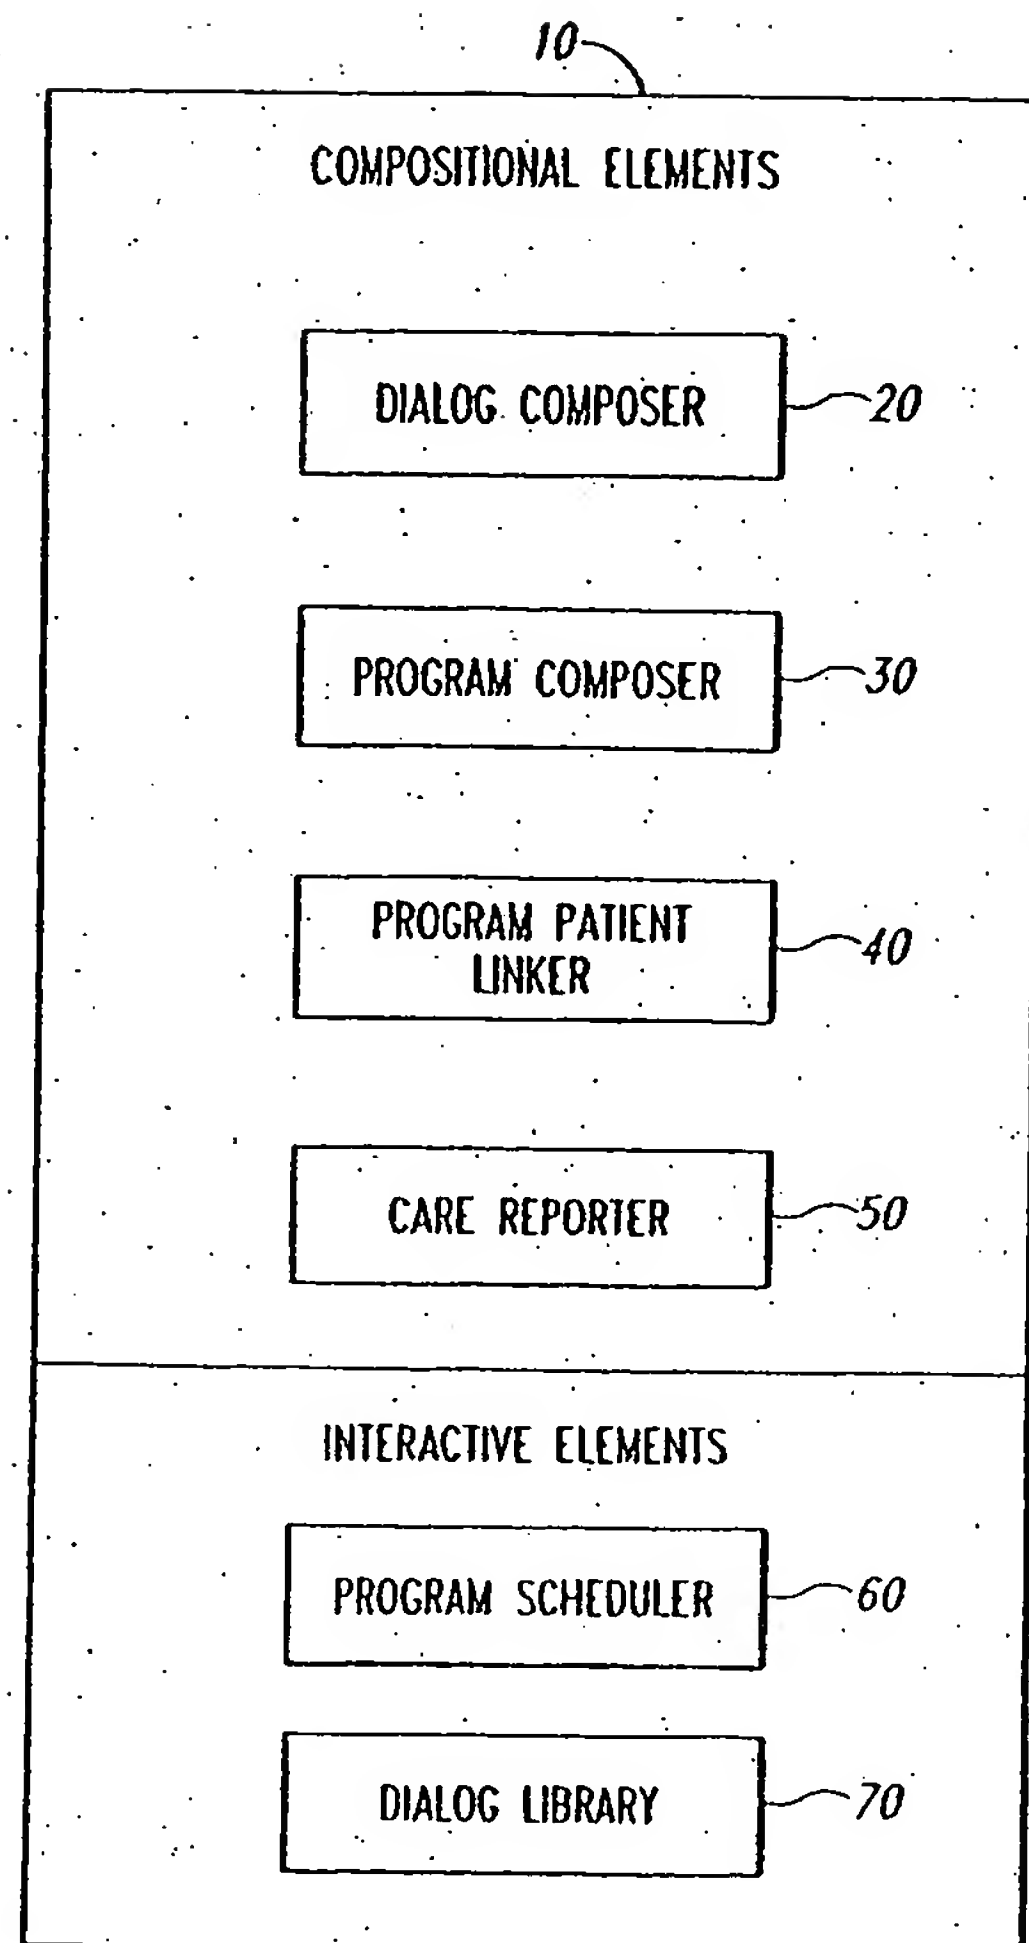 10
COMPOSITIONAL ELEMENTS
DIALOG COMPOSER
20
PROGRAM COMPOSER
30
PROGRAM PATIENT
LINKER
40
CARE REPORTER
50
INTERACTIVE ELEMENTS
PROGRAM SCHEDULER
60
DIALOG LIBRARY
70